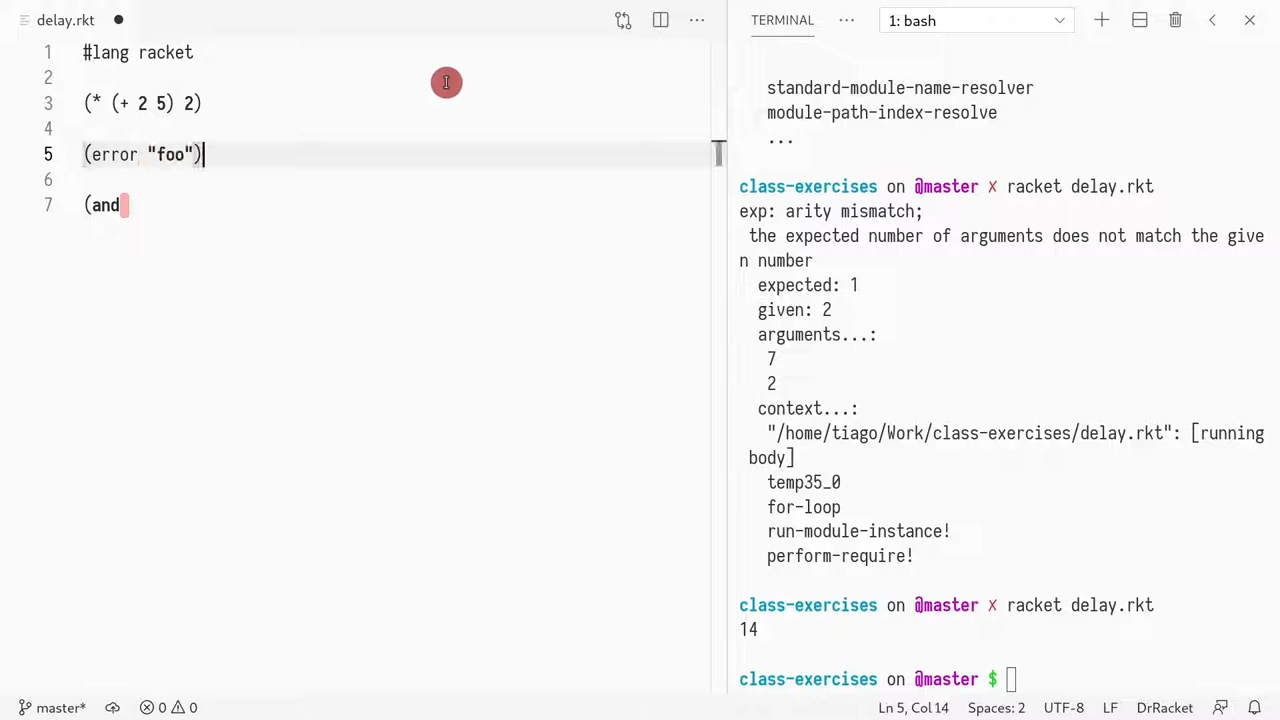 delay.rkt
1 #lang racket
2
3 (* (+ 2 5) 2)
4
5 (error "foo")
6
7 (and
TERMINAL ... 1: bash
standard-module-name-resolver
module-path-index-resolve
...
class-exercises on @master ✗ racket delay.rkt
exp: arity mismatch;
the expected number of arguments does not match the give
n number
expected: 1
given: 2
arguments...:
7
2
context...:
"/home/tiago/Work/class-exercises/delay.rkt": [running
body]
temp35_0
for-loop
run-module-instance!
perform-require!
class-exercises on @master ✗ racket delay.rkt
14
class-exercises on @master $
master* 0 0 Ln 5, Col 14 Spaces: 2 UTF-8 LF DrRacket